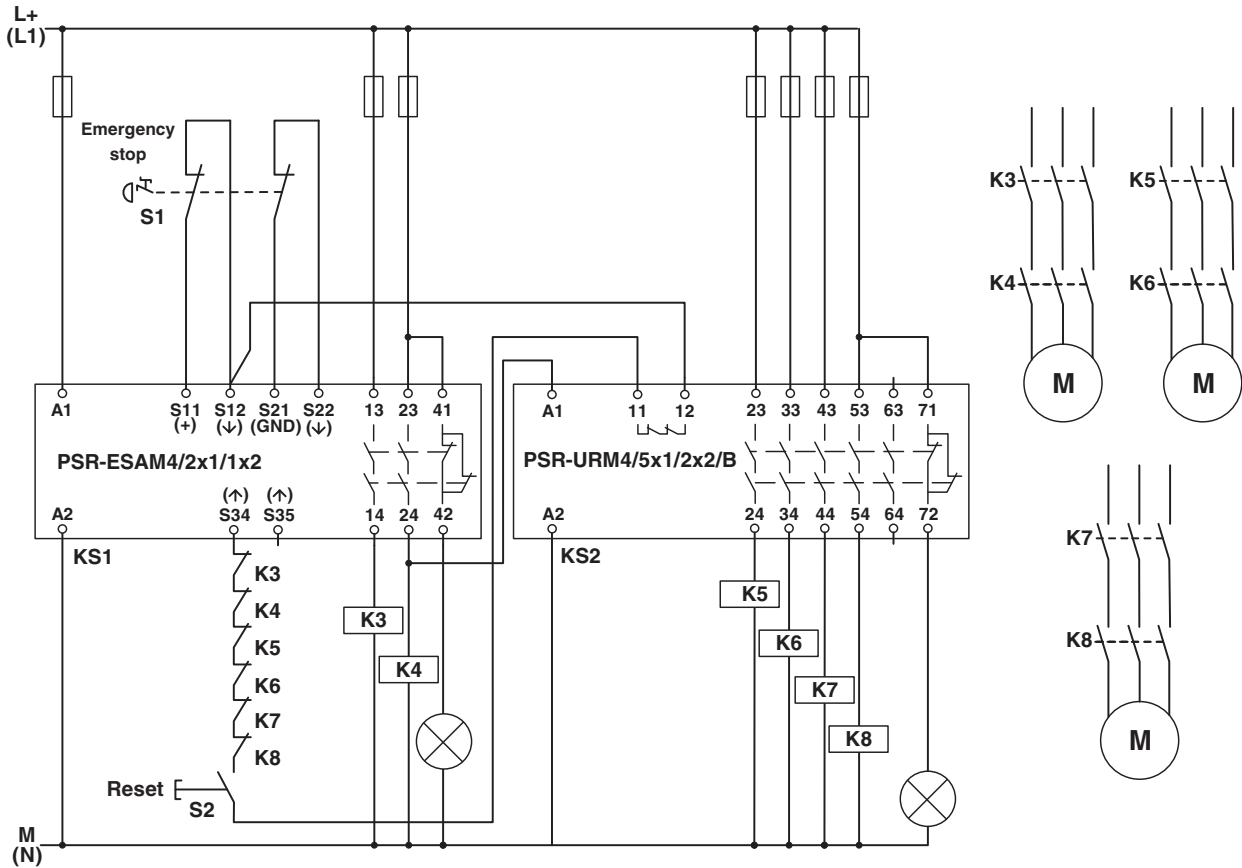 L+
(L1)
Emergency
stop
S1
K3
K5
K4
K6
M
M
A1
S11
(+)
S12
(↓)
S21
(GND)
S22
(↓)
13
23
41
A1
11
12
23
33
43
53
63
71
PSR-ESAM4/2x1/1x2
PSR-URM4/5x1/2x2/B
A2
(↑)
S34
(↑)
S35
14
24
42
A2
24
34
44
54
64
72
KS1
KS2
K3
K4
K5
K6
K7
K8
K3
K4
K5
K6
K7
K8
K7
K8
M
Reset
S2
M
(N)